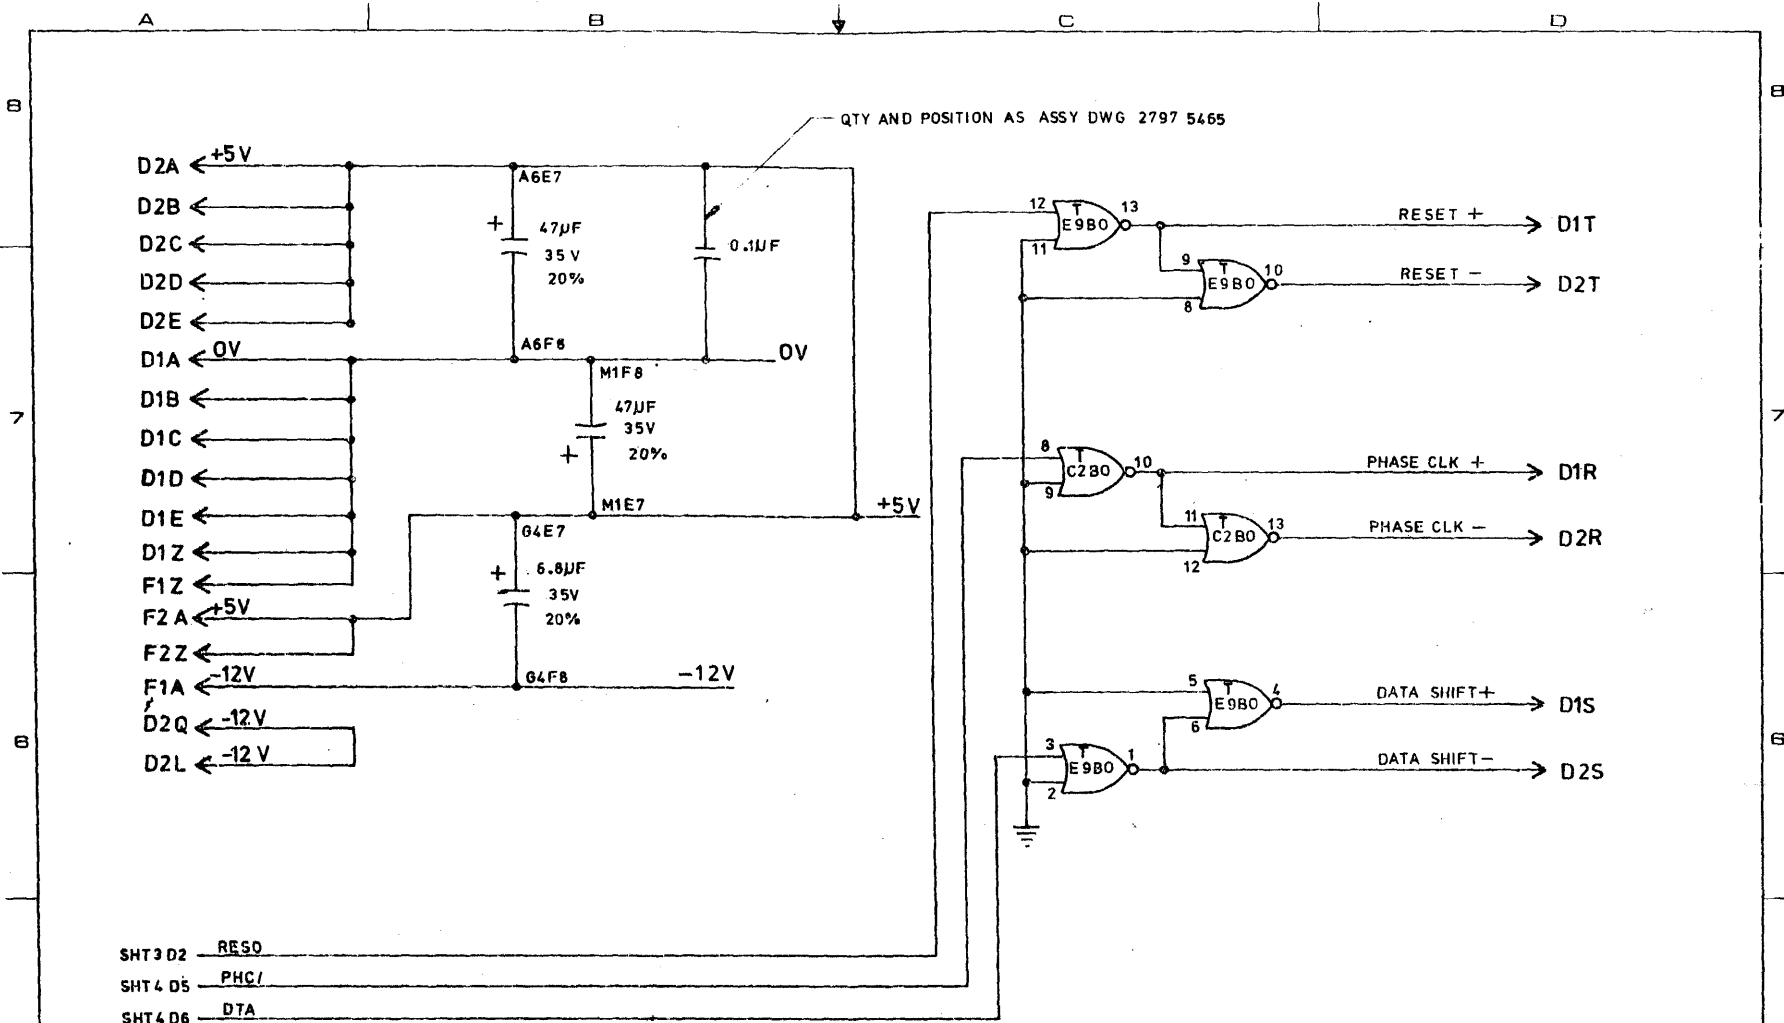 A B C D
8 8
QTY AND POSITION AS ASSY DWG 2797 5465
D2A +5V
A6E7
D2B
+ 47µF
35V
20%
0.1µF
D2C
D2D
D2E
D1A 0V
A6F6
0V
M1F8
D1B
47µF
35V
+ 20%
D1C
D1D
D1E
M1E7
+5V
G4E7
D1Z
F1Z
+ 6.8µF
35V
20%
F2A +5V
F2Z
F1A -12V
G4F8
-12V
D2Q -12V
D2L -12V
12 T 13
E9B0
11
RESET + D1T
9 T 10
E9B0
8
RESET - D2T
7 7
8 T 10
C2B0
9
PHASE CLK + D1R
11 T 13
C2B0
12
PHASE CLK - D2R
5 T 4
E9B0
6
DATA SHIFT+ D1S
6 6
3 T 1
E9B0
2
DATA SHIFT- D2S
SHT3 D2 RES0
SHT4 D5 PHC/
SHT4 D6 DTA